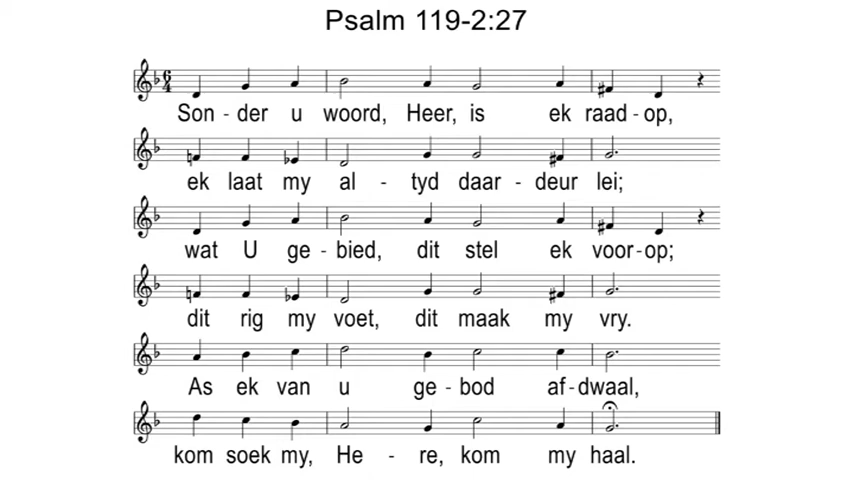 Psalm 119-2:27
6
4
Son - der u woord, Heer, is ek raad-op,
ek laat my al - tyd daar - deur lei;
wat U ge - bied, dit stel ek voor-op;
dit rig my voet, dit maak my vry.
As ek van u ge - bod af-dwaal,
kom soek my, He - re, kom my haal.